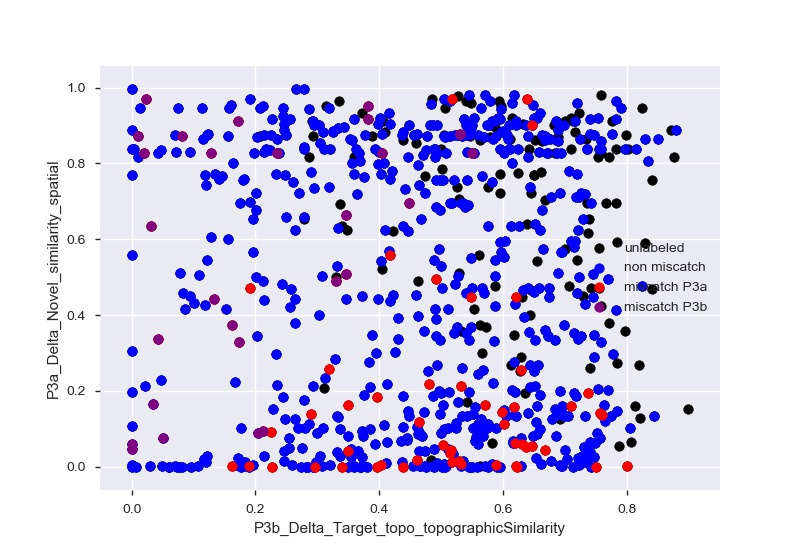 1.0
0.8
0.6
0.4
0.2
0.0
P3a_Delta_Novel_similarity_spatial
unlabeled
non miscatch
miscatch P3a
miscatch P3b
0.0 0.2 0.4 0.6 0.8
P3b_Delta_Target_topo_topographicSimilarity